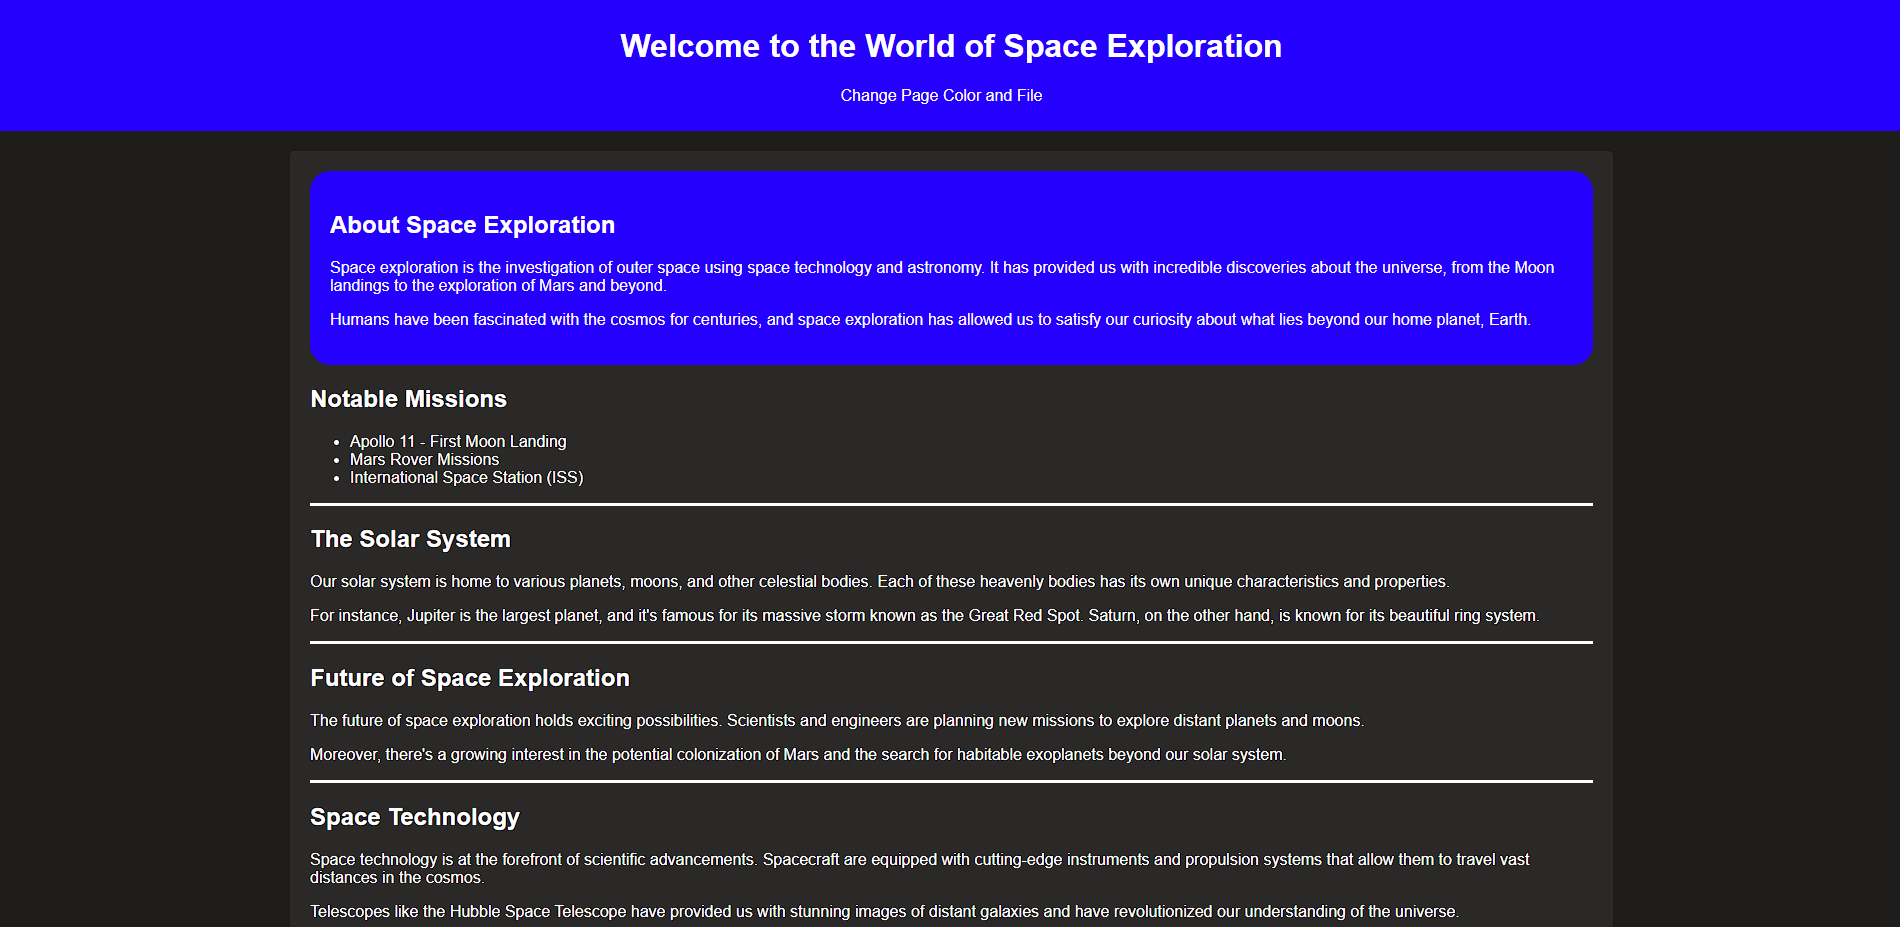 Welcome to the World of Space Exploration
Change Page Color and File
About Space Exploration
Space exploration is the investigation of outer space using space technology and astronomy. It has provided us with incredible discoveries about the universe, from the Moon
landings to the exploration of Mars and beyond.
Humans have been fascinated with the cosmos for centuries, and space exploration has allowed us to satisfy our curiosity about what lies beyond our home planet, Earth.
Notable Missions
• Apollo 11 - First Moon Landing
• Mars Rover Missions
• International Space Station (ISS)
The Solar System
Our solar system is home to various planets, moons, and other celestial bodies. Each of these heavenly bodies has its own unique characteristics and properties.
For instance, Jupiter is the largest planet, and it's famous for its massive storm known as the Great Red Spot. Saturn, on the other hand, is known for its beautiful ring system.
Future of Space Exploration
The future of space exploration holds exciting possibilities. Scientists and engineers are planning new missions to explore distant planets and moons.
Moreover, there's a growing interest in the potential colonization of Mars and the search for habitable exoplanets beyond our solar system.
Space Technology
Space technology is at the forefront of scientific advancements. Spacecraft are equipped with cutting-edge instruments and propulsion systems that allow them to travel vast
distances in the cosmos.
Telescopes like the Hubble Space Telescope have provided us with stunning images of distant galaxies and have revolutionized our understanding of the universe.